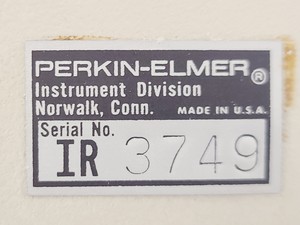 PERKIN-ELMER®
Instrument Division
Norwalk, Conn. MADE IN U.S.A.
Serial No.
IR 3749